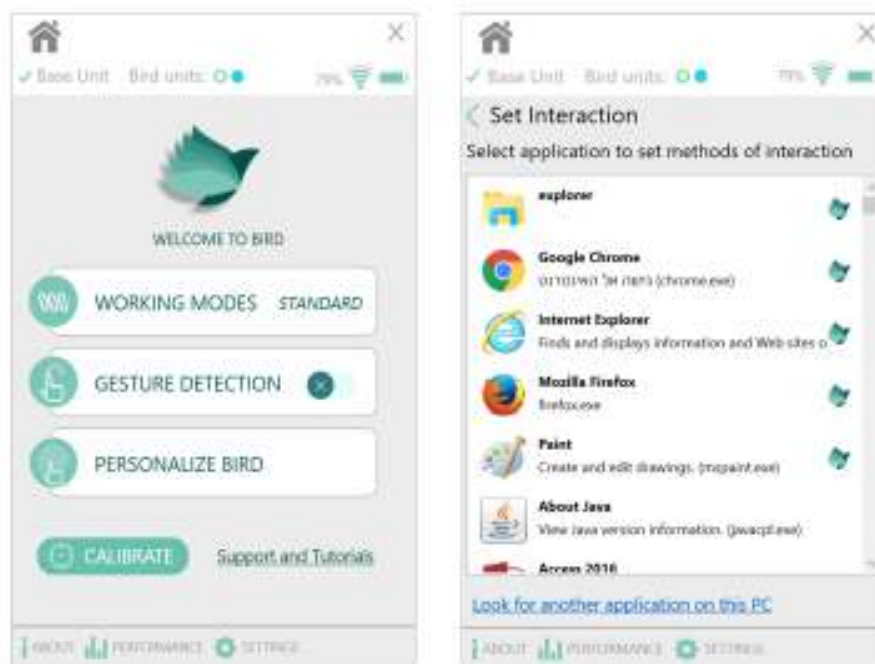 Base Unit Bird units:
79%
WELCOME TO BIRD
WORKING MODES STANDARD
GESTURE DETECTION
PERSONALIZE BIRD
CALIBRATE Support and Tutorials
ABOUT PERFORMANCE SETTINGS
Base Unit Bird units:
79%
Set Interaction
Select application to set methods of interaction
explorer
Google Chrome
גישה אל האינטרנט (chrome.exe)
Internet Explorer
Finds and displays information and Web sites o
Mozilla Firefox
firefox.exe
Paint
Create and edit drawings. (mspaint.exe)
About Java
View Java version information. (javacpl.exe)
Access 2016
Look for another application on this PC
ABOUT PERFORMANCE SETTINGS